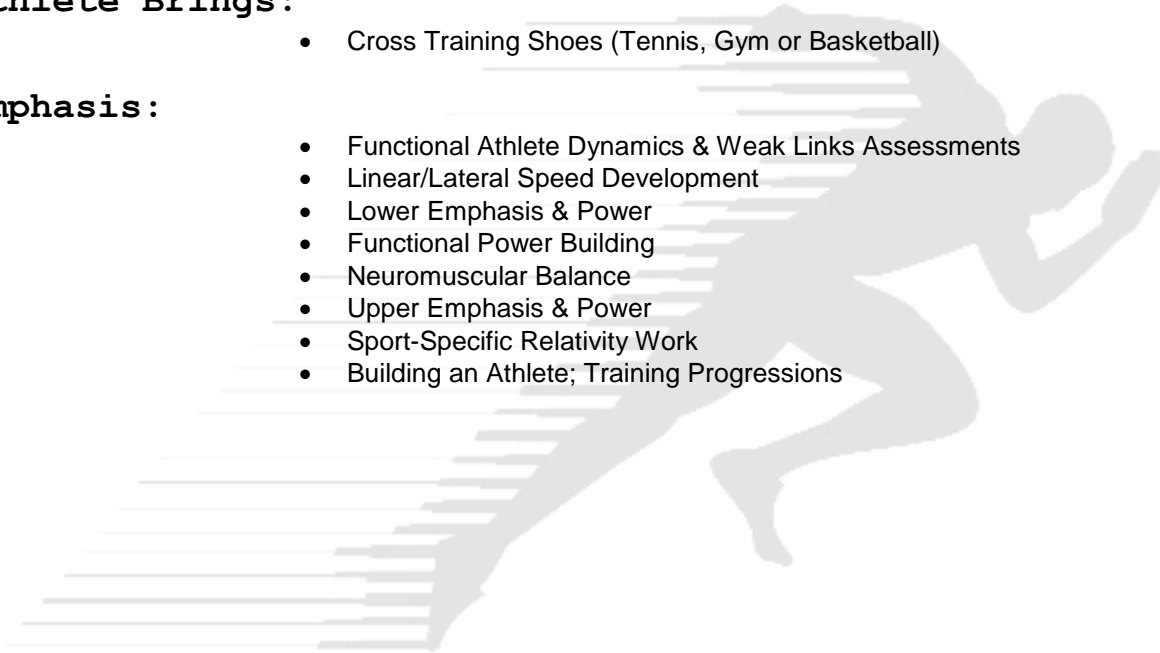 thlete Brings:
• Cross Training Shoes (Tennis, Gym or Basketball)
mphasis:
• Functional Athlete Dynamics & Weak Links Assessments
• Linear/Lateral Speed Development
• Lower Emphasis & Power
• Functional Power Building
• Neuromuscular Balance
• Upper Emphasis & Power
• Sport-Specific Relativity Work
• Building an Athlete; Training Progressions